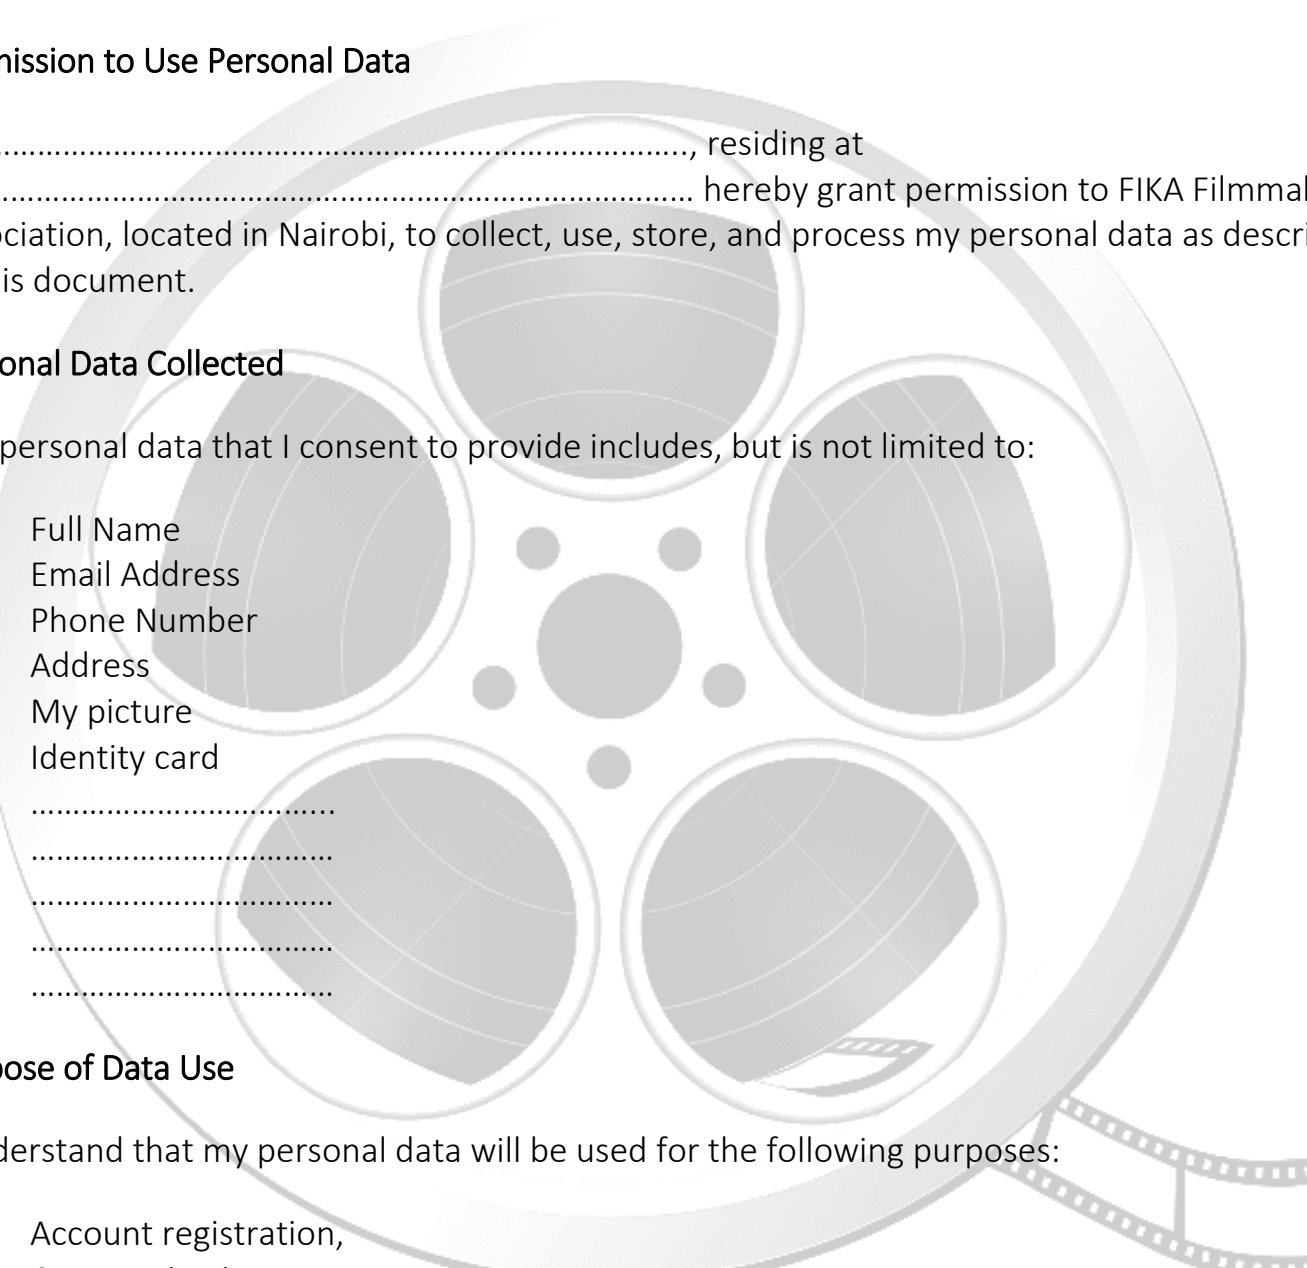 mission to Use Personal Data
……………………………………………………………………….., residing at
………………………………………………………………………. hereby grant permission to FIKA Filmmak
ociation, located in Nairobi, to collect, use, store, and process my personal data as descri
is document.
onal Data Collected
personal data that I consent to provide includes, but is not limited to:
Full Name
Email Address
Phone Number
Address
My picture
Identity card
………………………………..
………………………………
………………………………
………………………………
………………………………
pose of Data Use
derstand that my personal data will be used for the following purposes:
Account registration,